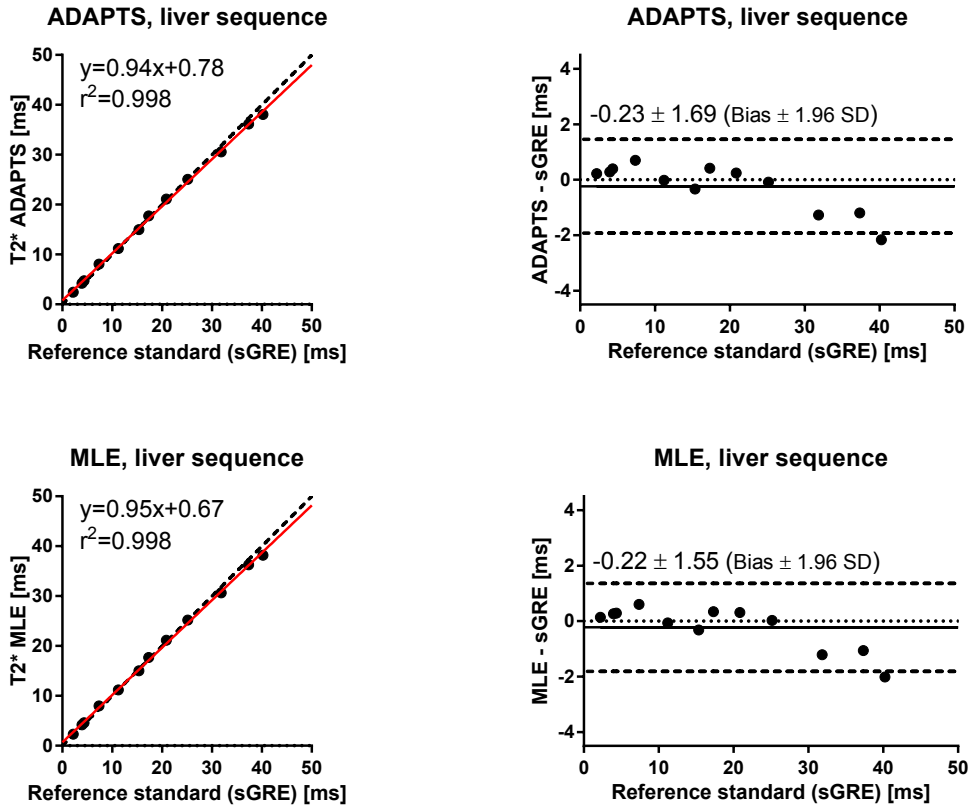 ADAPTS, liver sequence
y=0.94x+0.78
r²=0.998
T2* ADAPTS [ms]
50
40
30
20
10
0
0 10 20 30 40 50
Reference standard (sGRE) [ms]
ADAPTS, liver sequence
-0.23 ± 1.69 (Bias ± 1.96 SD)
ADAPTS - sGRE [ms]
4
2
0
-2
-4
0 10 20 30 40 50
Reference standard (sGRE) [ms]
MLE, liver sequence
y=0.95x+0.67
r²=0.998
T2* MLE [ms]
50
40
30
20
10
0
0 10 20 30 40 50
Reference standard (sGRE) [ms]
MLE, liver sequence
-0.22 ± 1.55 (Bias ± 1.96 SD)
MLE - sGRE [ms]
4
2
0
-2
-4
0 10 20 30 40 50
Reference standard (sGRE) [ms]